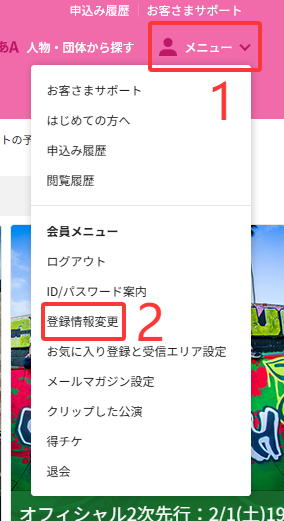 申込み履歴 お客さまサポート
あA 人物・団体から探す メニュー
1
お客さまサポート
はじめての方へ
申込み履歴
閲覧履歴
会員メニュー
ログアウト
ID/パスワード案内
登録情報変更 2
お気に入り登録と受信エリア設定
メールマガジン設定
クリップした公演
得チケ
退会
トの予
オフィシャル2次先行：2/1(土)19